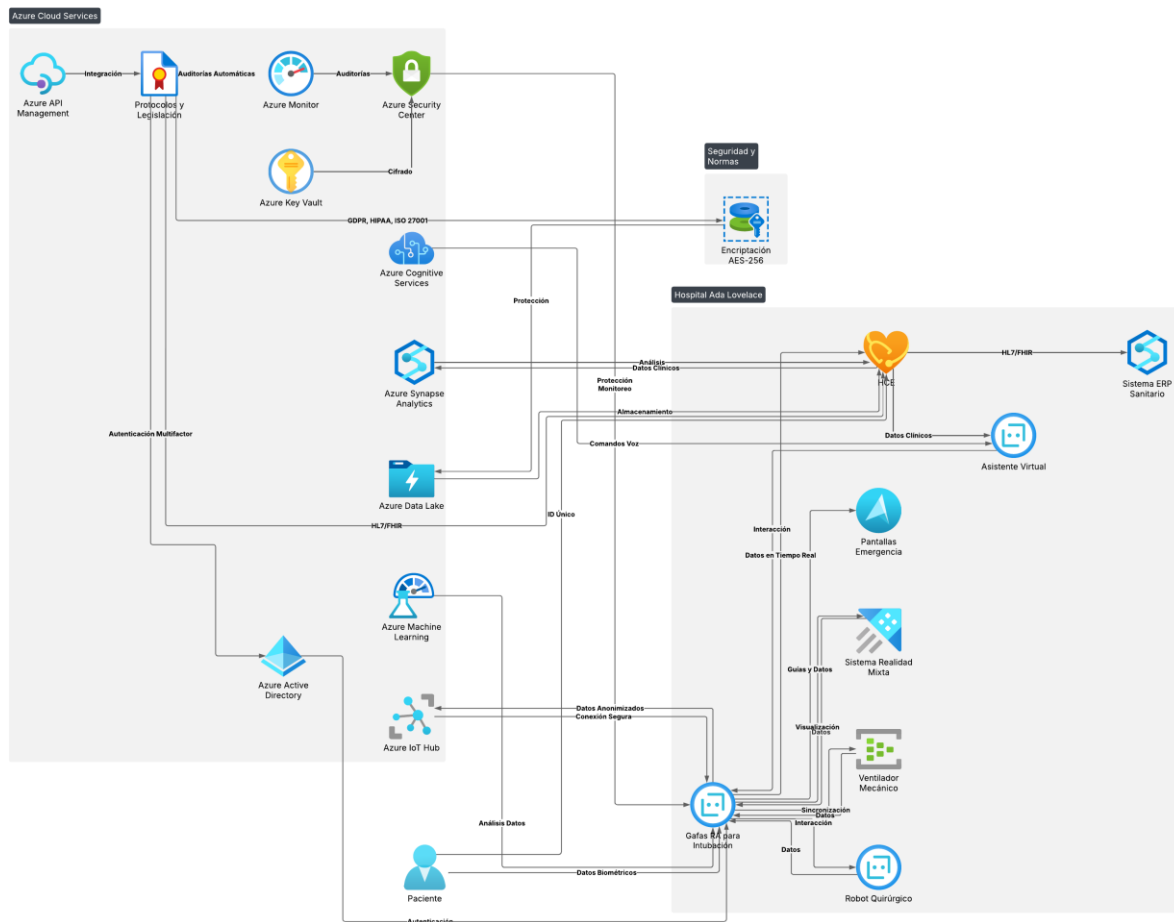 Azure Cloud Services
Integración
Auditorías Automáticas
Auditorías
Azure API
Management
Protocolos y
Legislación
Azure Monitor
Azure Security
Center
Seguridad y
Normas
Cifrado
Azure Key Vault
GDPR, HIPAA, ISO 27001
Encriptación
AES-256
Azure Cognitive
Services
Hospital Ada Lovelace
Protección
HL7/FHIR
Análisis
Datos Clínicos
HCE
Azure Synapse
Analytics
Protección
Monitoreo
Sistema ERP
Sanitario
Almacenamiento
Autenticación Multifactor
Datos Clínicos
Comandos Voz
Asistente Virtual
Azure Data Lake
ID Único
HL7/FHIR
Interacción
Pantallas
Emergencia
Datos en Tiempo Real
Azure Machine
Learning
Sistema Realidad
Mixta
Guías y Datos
Azure Active
Directory
Datos Anonimizados
Conexión Segura
Visualización
Datos
Azure IoT Hub
Ventilador
Mecánico
Sincronización
Datos
Interacción
Análisis Datos
Gafas RA para
Intubación
Datos
Datos Biométricos
Paciente
Robot Quirúrgico
Autenticación